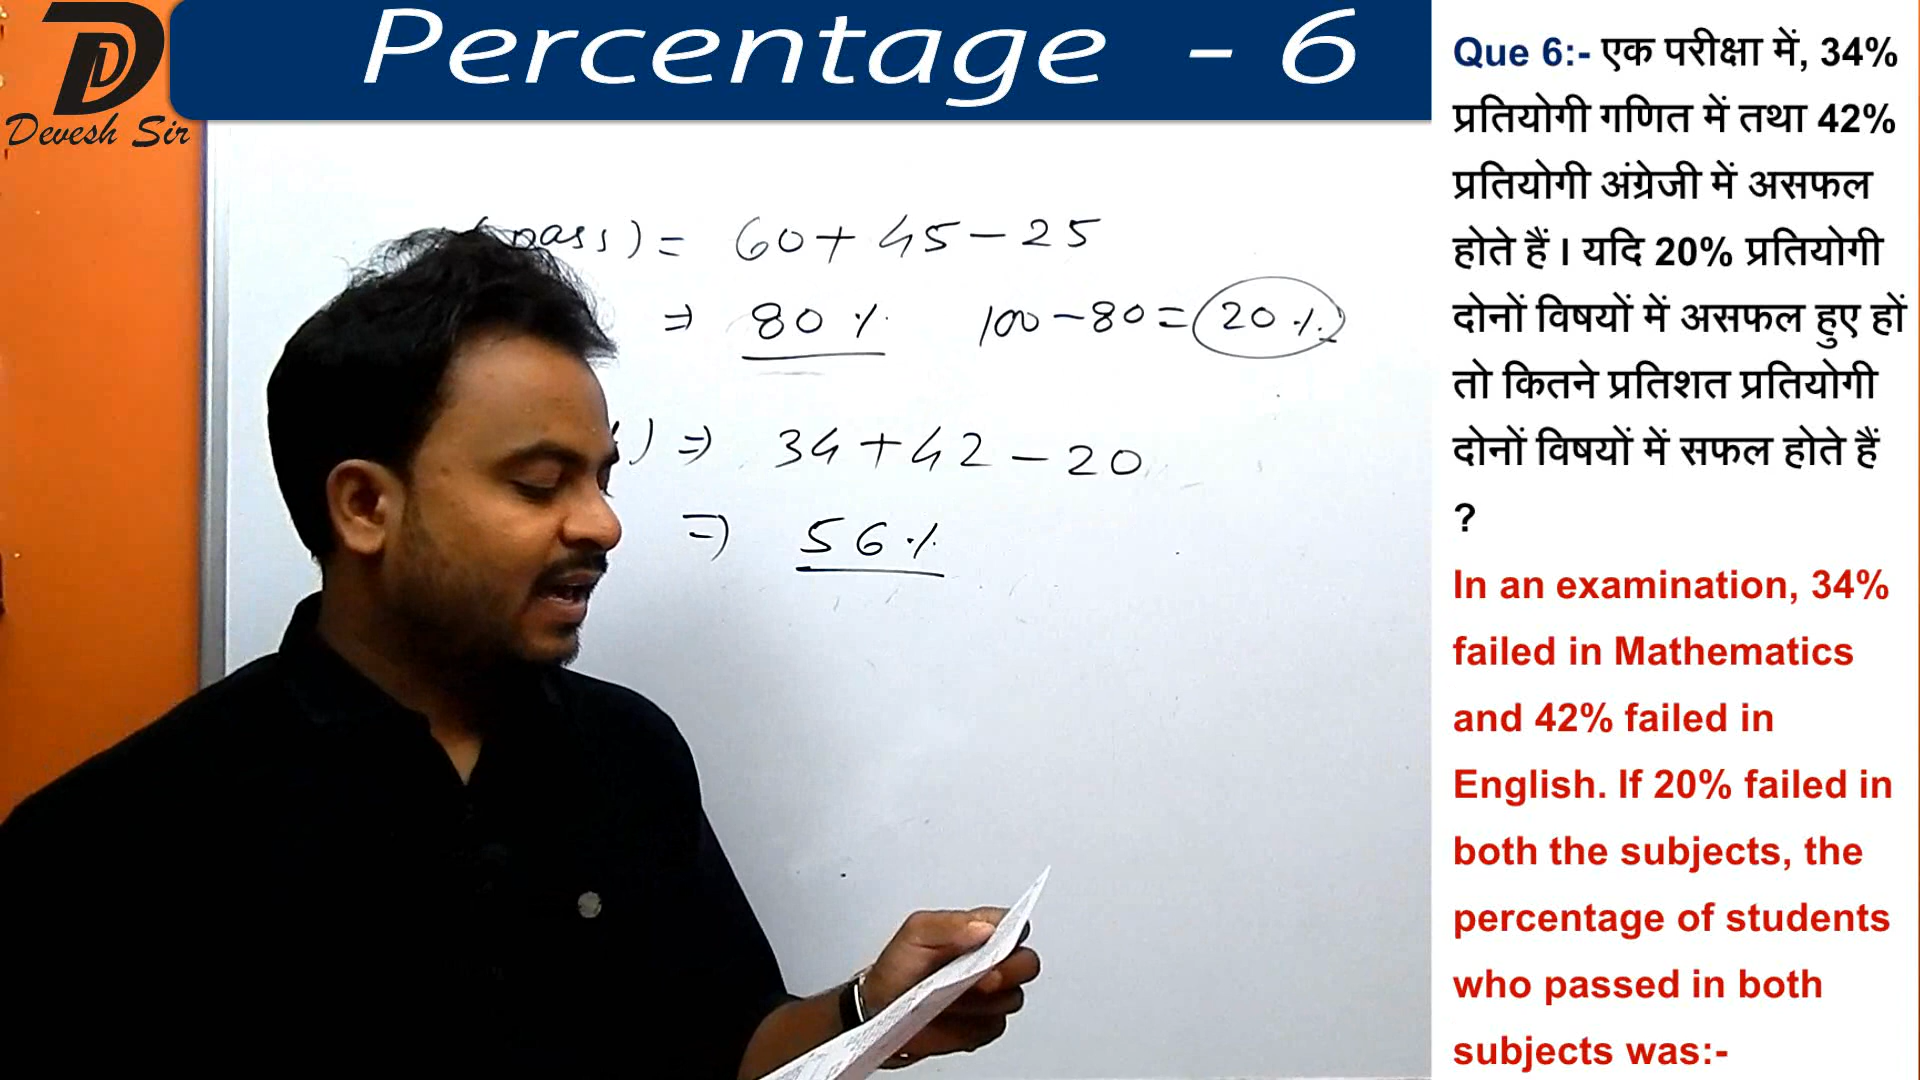 Devesh Sir
Percentage - 6
pass) = 60 + 45 - 25
⇒ 80 %
100 - 80 = 20 %
) ⇒ 34 + 42 - 20
⇒ 56 %
Que 6:- एक परीक्षा में, 34%
प्रतियोगी गणित में तथा 42%
प्रतियोगी अंग्रेजी में असफल
होते हैं । यदि 20% प्रतियोगी
दोनों विषयों में असफल हुए हों
तो कितने प्रतिशत प्रतियोगी
दोनों विषयों में सफल होते हैं
?
In an examination, 34%
failed in Mathematics
and 42% failed in
English. If 20% failed in
both the subjects, the
percentage of students
who passed in both
subjects was:-